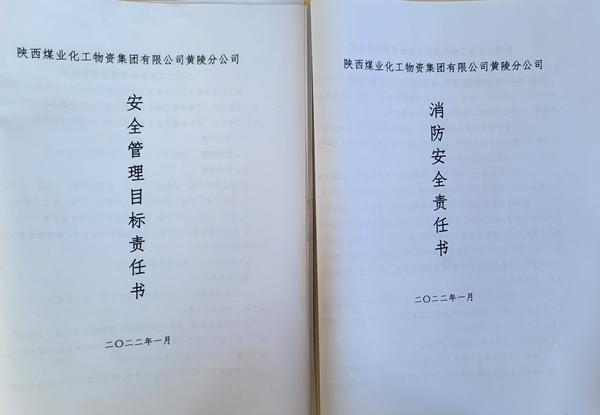 陕西煤业化工物资集团有限公司黄陵分公司
安全管理目标责任书
二〇二二年一月
陕西煤业化工物资集团有限公司黄陵分公司
消防安全责任书
二〇二二年一月